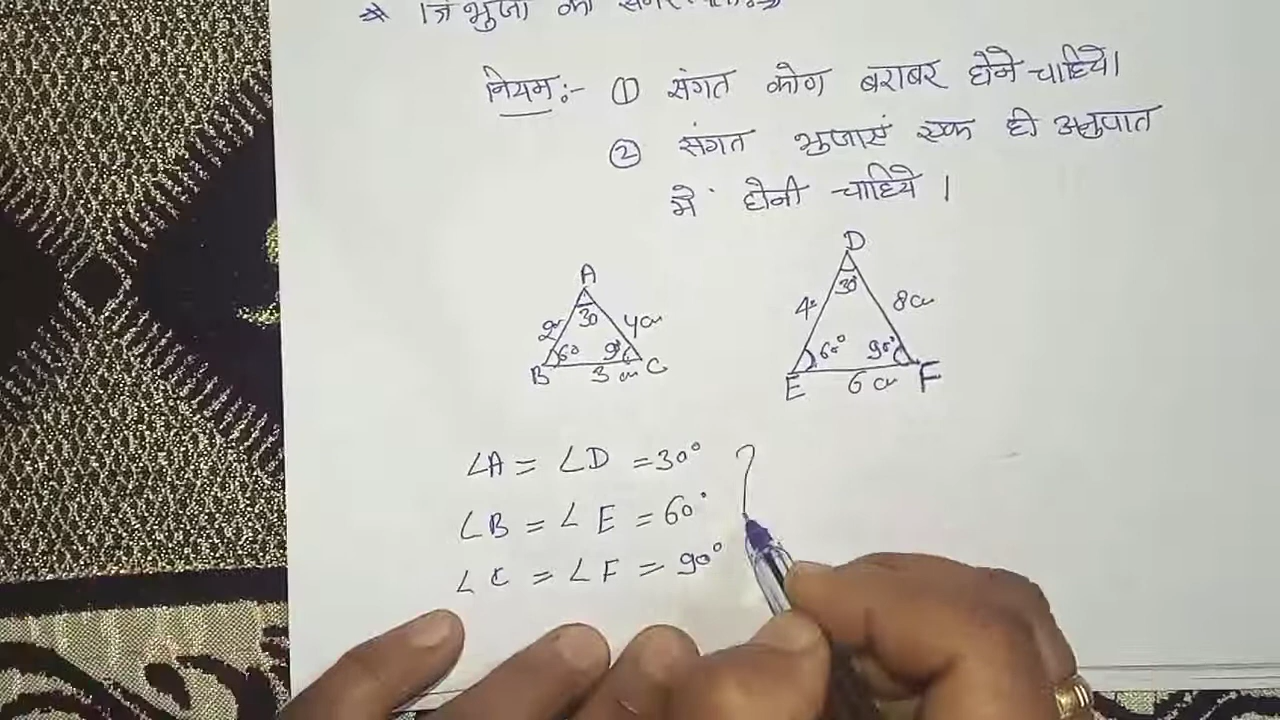 * त्रिभुजों की
नियम:- ① संगत कोण बराबर होने चाहिये।
② संगत भुजाएं एक ही अनुपात
में होनी चाहिये ।
A
30
2 4cm
60 90
B 3 cm C
D
30°
4 8cm
60° 90°
E 6 cm F
∠A = ∠D = 30°
∠B = ∠E = 60°
∠C = ∠F = 90°